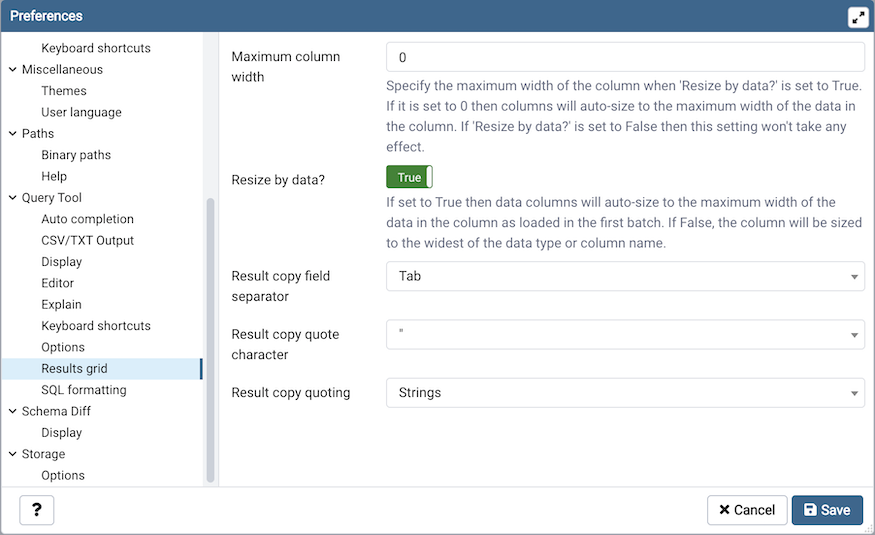 Preferences
Keyboard shortcuts
Miscellaneous
Themes
User language
Paths
Binary paths
Help
Query Tool
Auto completion
CSV/TXT Output
Display
Editor
Explain
Keyboard shortcuts
Options
Results grid
SQL formatting
Schema Diff
Display
Storage
Options
Maximum column
width
0
Specify the maximum width of the column when 'Resize by data?' is set to True.
If it is set to 0 then columns will auto-size to the maximum width of the data in
the column. If 'Resize by data?' is set to False then this setting won't take any
effect.
Resize by data?
True
If set to True then data columns will auto-size to the maximum width of the
data in the column as loaded in the first batch. If False, the column will be sized
to the widest of the data type or column name.
Result copy field
separator
Tab
Result copy quote
character
"
Result copy quoting
Strings
?
Cancel
Save